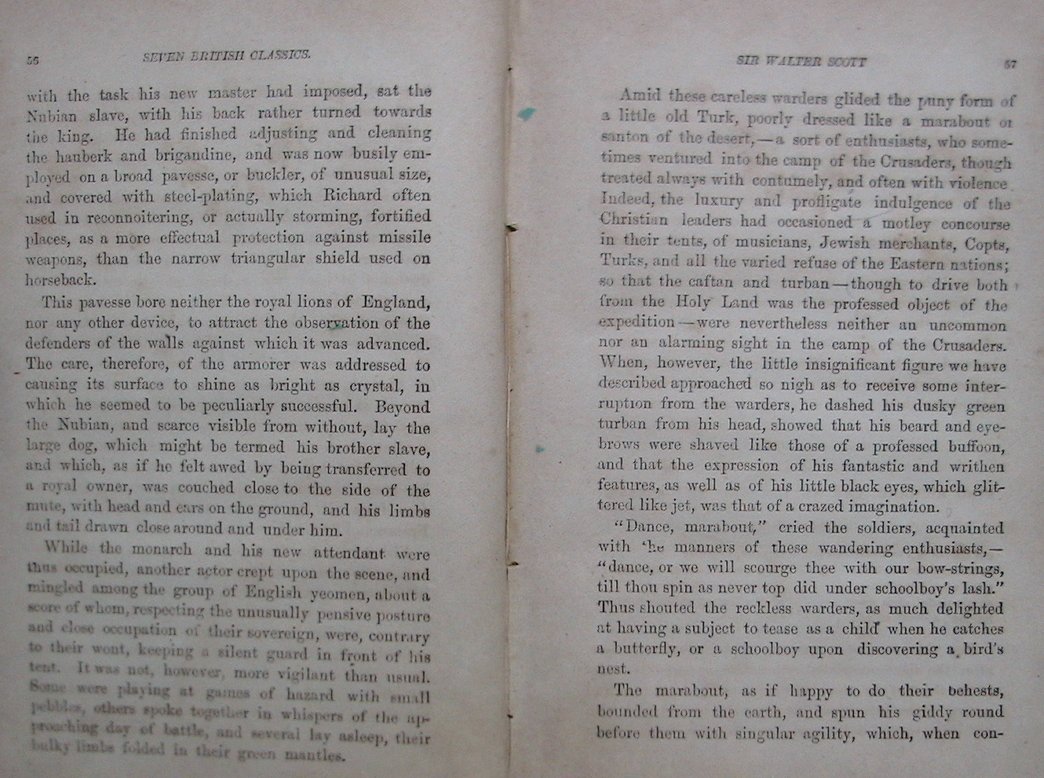 56
SEVEN BRITISH CLASSICS.
with the task his new master had imposed, sat the
Nubian slave, with his back rather turned towards
the king. He had finished adjusting and cleaning
the hauberk and brigandine, and was now busily em-
ployed on a broad pavesse, or buckler, of unusual size,
and covered with steel-plating, which Richard often
used in reconnoitering, or actually storming, fortified
places, as a more effectual protection against missile
weapons, than the narrow triangular shield used on
horseback.
This pavesse bore neither the royal lions of England,
nor any other device, to attract the observation of the
defenders of the walls against which it was advanced.
The care, therefore, of the armorer was addressed to
causing its surface to shine as bright as crystal, in
which he seemed to be peculiarly successful. Beyond
the Nubian, and scarce visible from without, lay the
large dog, which might be termed his brother slave,
and which, as if he felt awed by being transferred to
a royal owner, was couched close to the side of the
mute, with head and ears on the ground, and his limbs
and tail drawn close around and under him.
While the monarch and his new attendant were
thus occupied, another actor crept upon the scene, and
mingled among the group of English yeomen, about a
score of whom, respecting the unusually pensive posture
and close occupation of their sovereign, were, contrary
to their wont, keeping a silent guard in front of his
tent. It was not, however, more vigilant than usual.
Some were playing at games of hazard with small
pebbles, others spoke together in whispers of the ap-
proaching day of battle, and several lay asleep, their
bulky limbs folded in their green mantles.
SIR WALTER SCOTT
57
Amid these careless warders glided the puny form of
a little old Turk, poorly dressed like a marabout or
santon of the desert,—a sort of enthusiasts, who some-
times ventured into the camp of the Crusaders, though
treated always with contumely, and often with violence.
Indeed, the luxury and profligate indulgence of the
Christian leaders had occasioned a motley concourse
in their tents, of musicians, Jewish merchants, Copts,
Turks, and all the varied refuse of the Eastern nations;
so that the caftan and turban—though to drive both
from the Holy Land was the professed object of the
expedition—were nevertheless neither an uncommon
nor an alarming sight in the camp of the Crusaders.
When, however, the little insignificant figure we have
described approached so nigh as to receive some inter-
ruption from the warders, he dashed his dusky green
turban from his head, showed that his beard and eye-
brows were shaved like those of a professed buffoon,
and that the expression of his fantastic and writhen
features, as well as of his little black eyes, which glit-
tered like jet, was that of a crazed imagination.
"Dance, marabout," cried the soldiers, acquainted
with the manners of these wandering enthusiasts,—
"dance, or we will scourge thee with our bow-strings,
till thou spin as never top did under schoolboy's lash."
Thus shouted the reckless warders, as much delighted
at having a subject to tease as a child when he catches
a butterfly, or a schoolboy upon discovering a bird's
nest.
The marabout, as if happy to do their behests,
bounded from the earth, and spun his giddy round
before them with singular agility, which, when con-